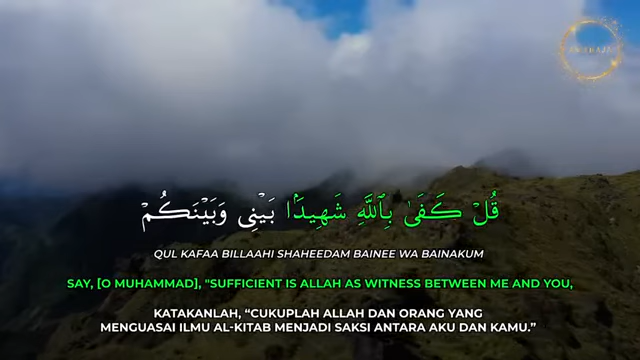 قُلْ كَفَىٰ بِٱللَّهِ شَهِيدًۢا بَيْنِى وَبَيْنَكُمْ
QUL KAFAA BILLAAHI SHAHEEDAM BAINEE WA BAINAKUM
SAY, [O MUHAMMAD], "SUFFICIENT IS ALLAH AS WITNESS BETWEEN ME AND YOU,
KATAKANLAH, “CUKUPLAH ALLAH DAN ORANG YANG
MENGUASAI ILMU AL-KITAB MENJADI SAKSI ANTARA AKU DAN KAMU.”